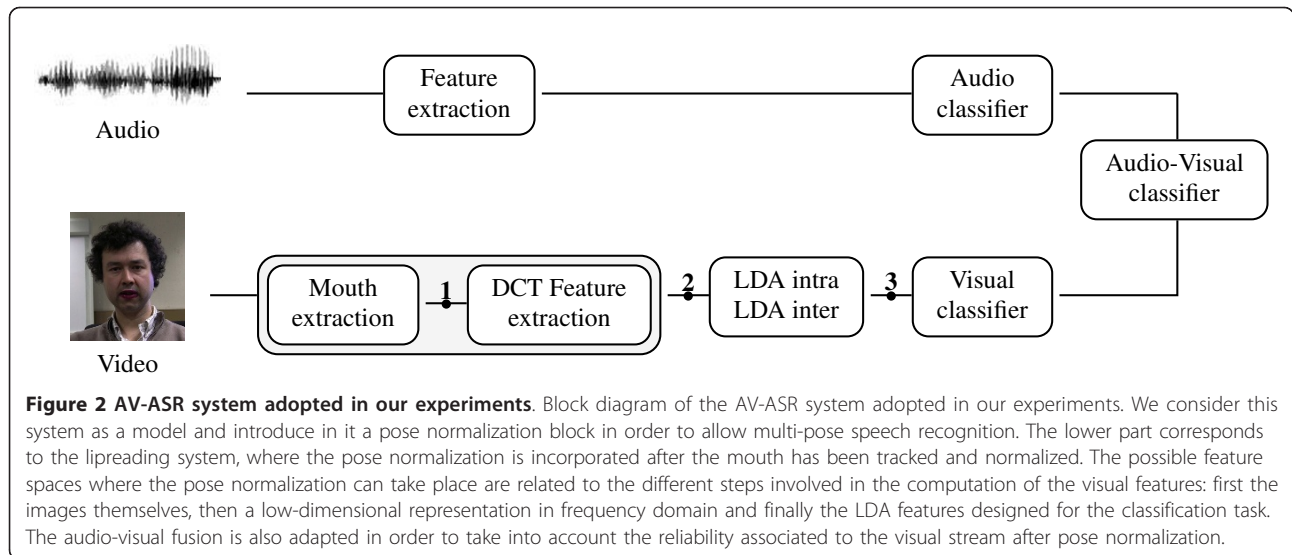 Audio
Feature
extraction
Audio
classifier
Audio-Visual
classifier
Video
Mouth
extraction
1
DCT Feature
extraction
2
LDA intra
LDA inter
3
Visual
classifier
Figure 2 AV-ASR system adopted in our experiments. Block diagram of the AV-ASR system adopted in our experiments. We consider this
system as a model and introduce in it a pose normalization block in order to allow multi-pose speech recognition. The lower part corresponds
to the lipreading system, where the pose normalization is incorporated after the mouth has been tracked and normalized. The possible feature
spaces where the pose normalization can take place are related to the different steps involved in the computation of the visual features: first the
images themselves, then a low-dimensional representation in frequency domain and finally the LDA features designed for the classification task.
The audio-visual fusion is also adapted in order to take into account the reliability associated to the visual stream after pose normalization.